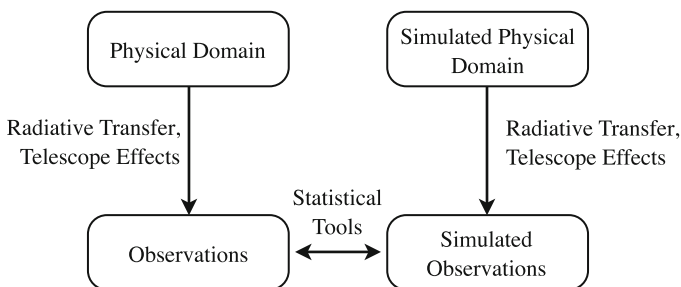 Physical Domain
Simulated Physical
Domain
Radiative Transfer,
Telescope Effects
Radiative Transfer,
Telescope Effects
Statistical
Tools
Observations
Simulated
Observations